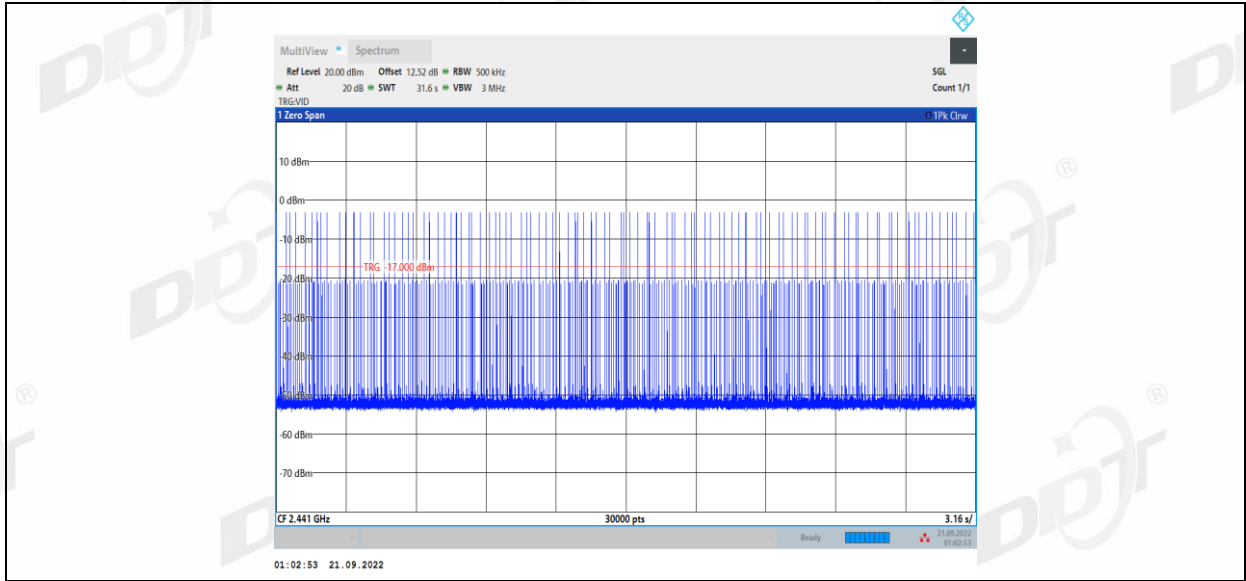 MultiView Spectrum
Ref Level 20.00 dBm Offset 12.52 dB RBW 500 kHz SGL
Att 20 dB SWT 31.6 s VBW 3 MHz Count 1/1
TRG:VID
1 Zero Span 1Pk Clrw
10 dBm
0 dBm
-10 dBm
TRG -17.000 dBm
-20 dBm
-30 dBm
-40 dBm
-50 dBm
-60 dBm
-70 dBm
CF 2.441 GHz 30000 pts 3.16 s/
Ready 21.09.2022
01:02:53
01:02:53 21.09.2022
DDT
®